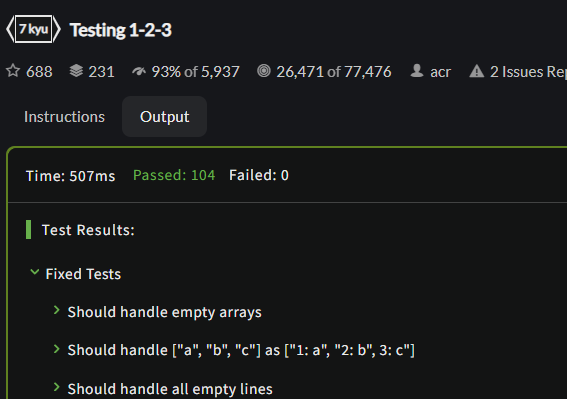 7 kyu Testing 1-2-3
688 231 93% of 5,937 26,471 of 77,476 acr 2 Issues Rep
Instructions Output
Time: 507ms Passed: 104 Failed: 0
Test Results:
Fixed Tests
Should handle empty arrays
Should handle ["a", "b", "c"] as ["1: a", "2: b", 3: c"]
Should handle all empty lines